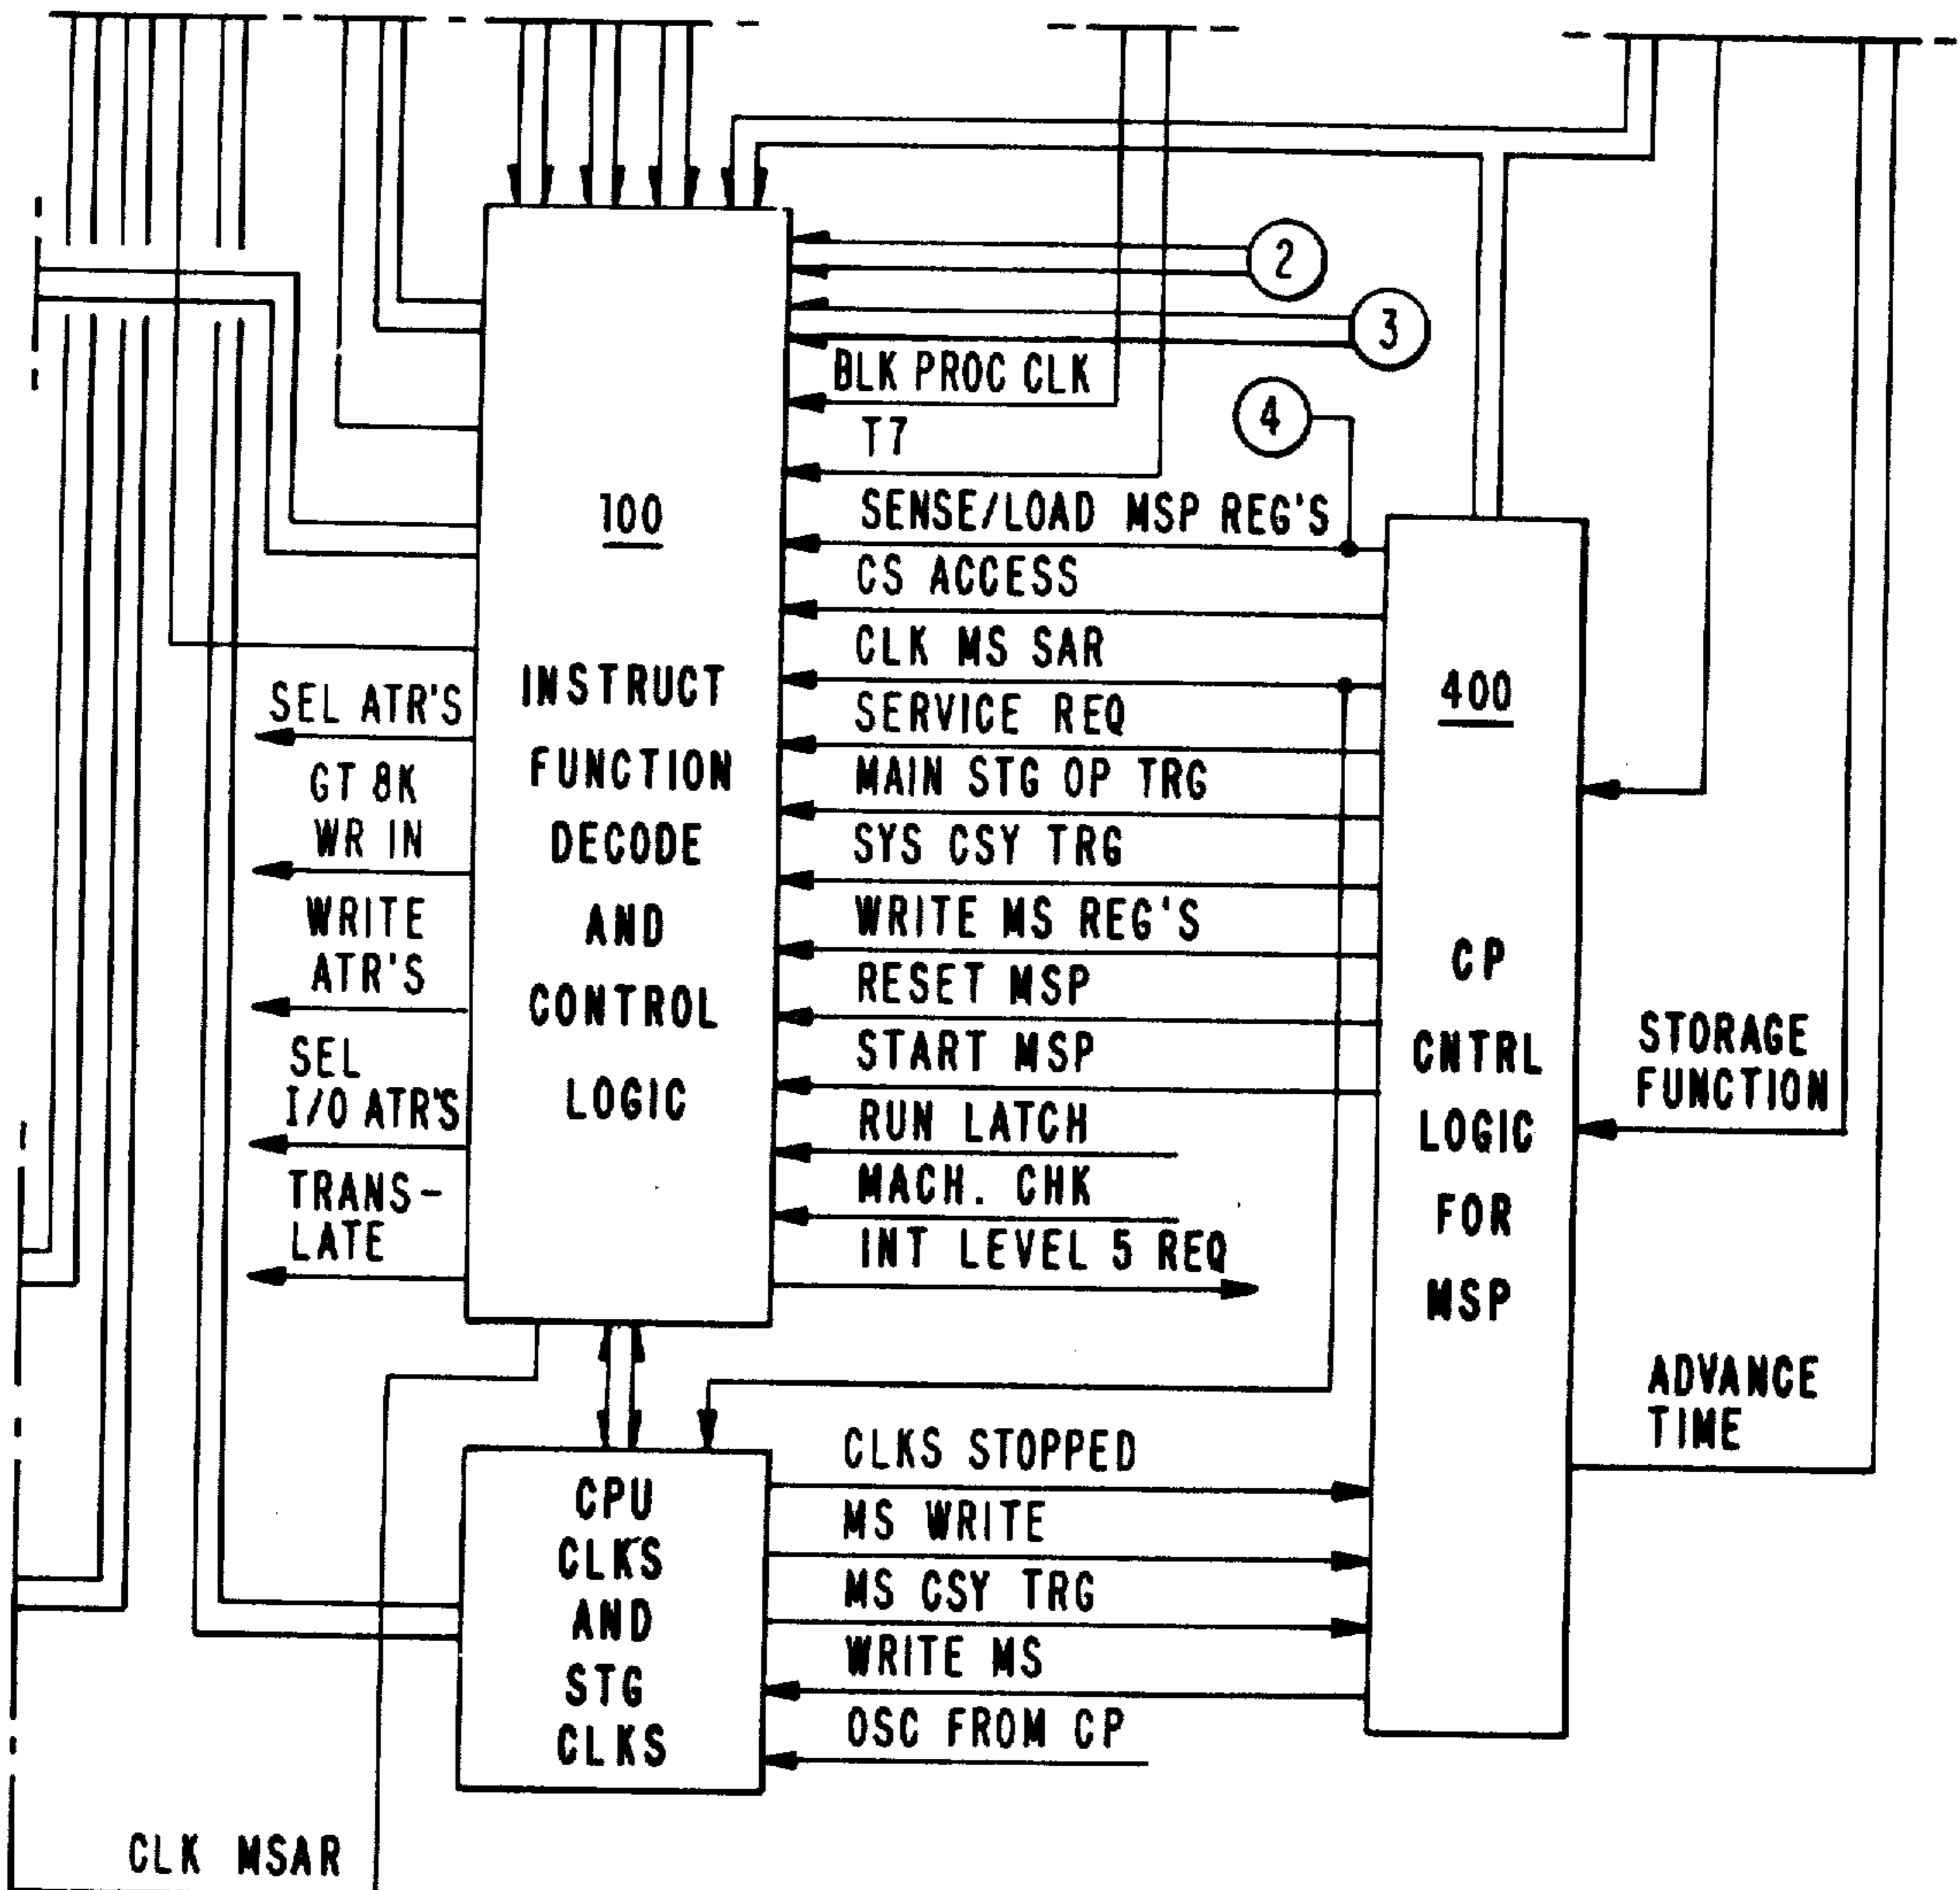 2
3
BLK PROC CLK
4
T7
100
SENSE/LOAD MSP REG'S
CS ACCESS
CLK MS SAR
INSTRUCT
FUNCTION
DECODE
AND
CONTROL
LOGIC
400
SEL ATR'S
SERVICE REQ
GT 8K
WR IN
MAIN STG OP TRG
SYS CSY TRG
WRITE
ATR'S
WRITE MS REG'S
RESET MSP
CP
CNTRL
LOGIC
FOR
MSP
STORAGE
FUNCTION
SEL
I/O ATR'S
START MSP
RUN LATCH
TRANS-
LATE
MACH. CHK
INT LEVEL 5 REQ
ADVANCE
TIME
CPU
CLKS
AND
STG
CLKS
CLKS STOPPED
MS WRITE
MS CSY TRG
WRITE MS
OSC FROM CP
CLK MSAR